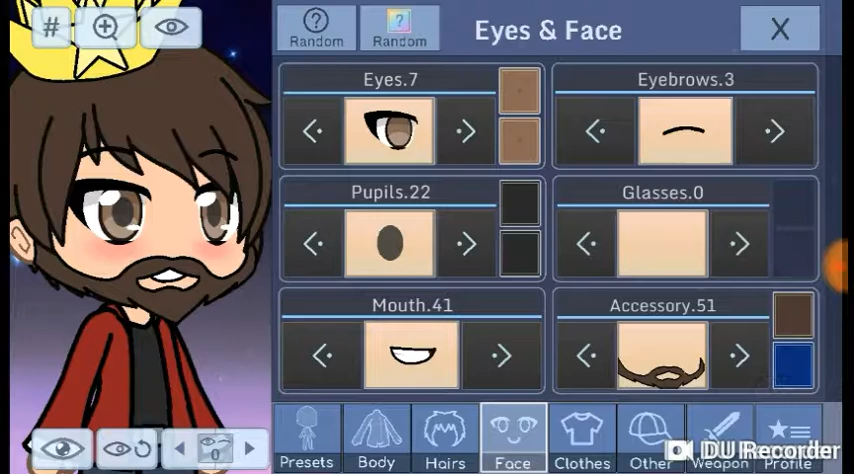 #
? Random
? Random
Eyes & Face
X
Eyes.7
Eyebrows.3
Pupils.22
Glasses.0
Mouth.41
Accessory.51
0
Presets
Body
Hairs
Face
Clothes
Other
Weapon
Profile
DU Recorder